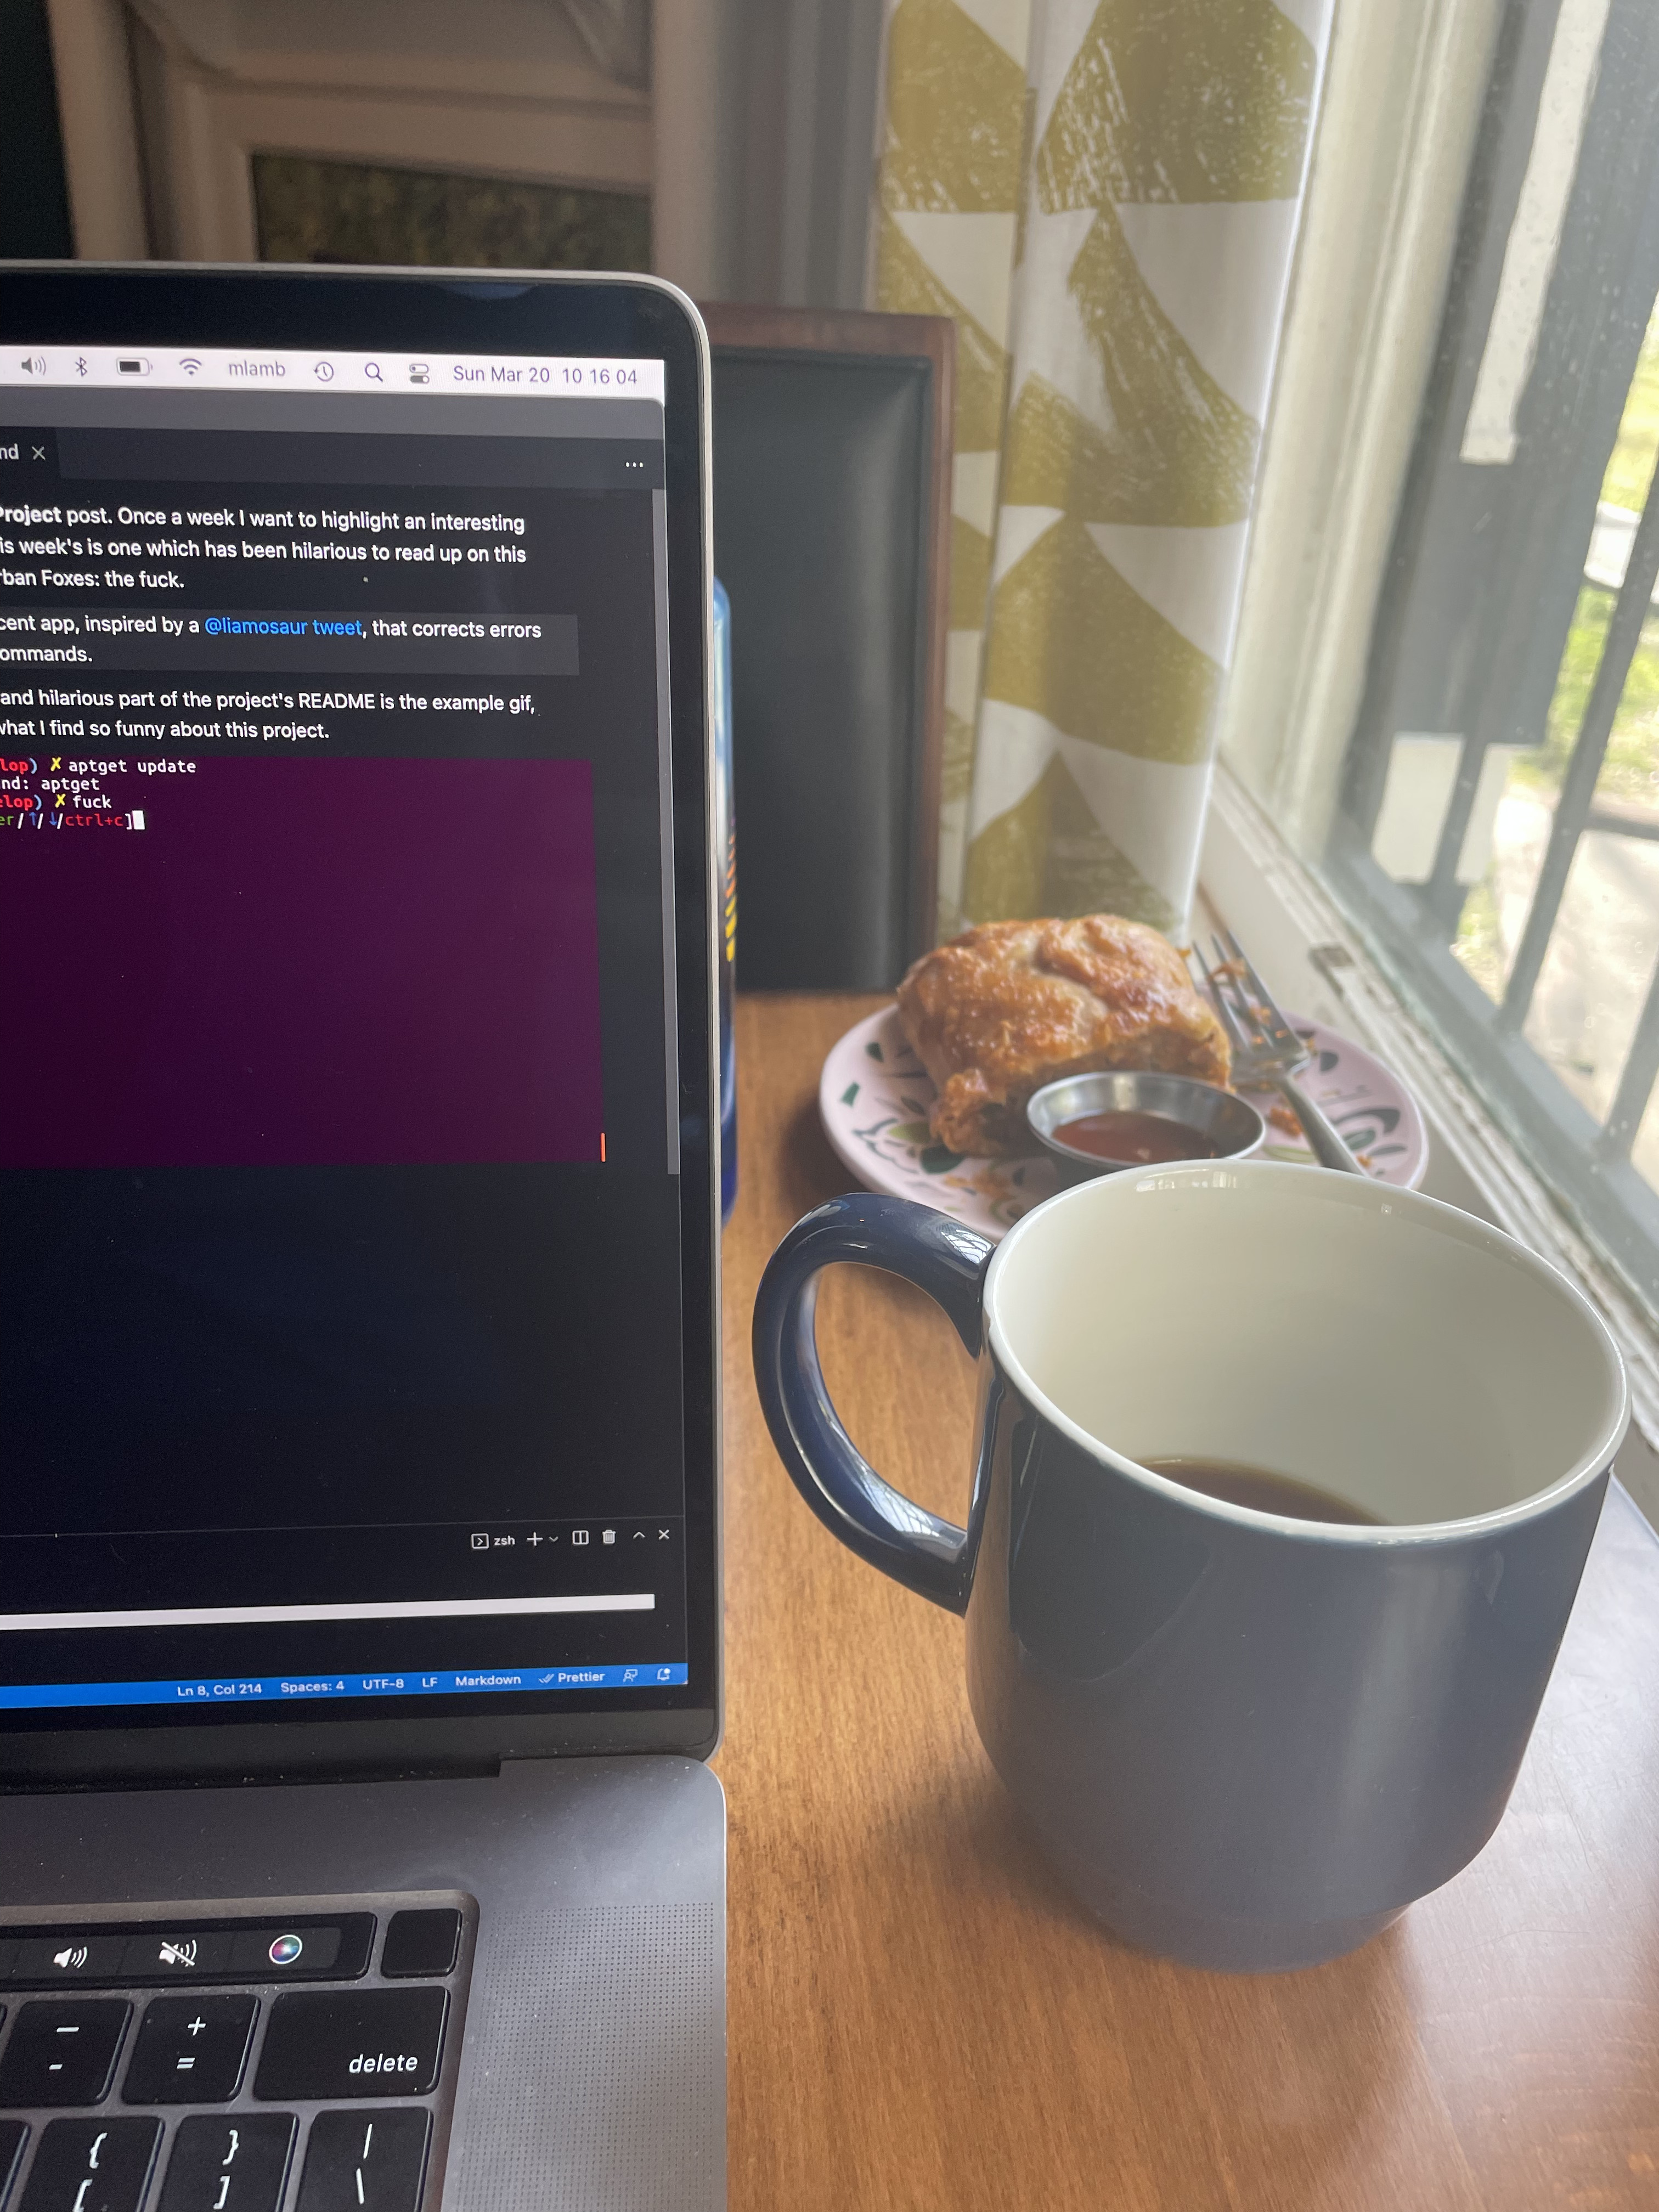 mlamb Sun Mar 20 10 16 04
nd ×
...
Project post. Once a week I want to highlight an interesting
is week's is one which has been hilarious to read up on this
rban Foxes: the fuck.
cent app, inspired by a @liamosaur tweet, that corrects errors
ommands.
and hilarious part of the project's README is the example gif,
what I find so funny about this project.
lop) ✗ aptget update
nd: aptget
elop) ✗ fuck
er/↑/↓/ctrl+c]
zsh
Ln 8, Col 214 Spaces: 4 UTF-8 LF Markdown Prettier
— +
- = delete
{ } |
[ ] \